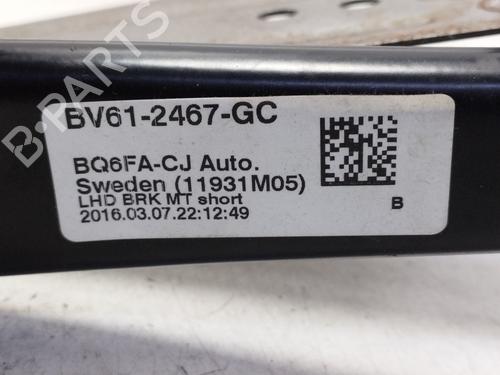 BV61-2467-GC
BQ6FA-CJ Auto.
Sweden (11931M05)
LHD BRK MT short
2016.03.07.22:12:49
B
B-PARTS